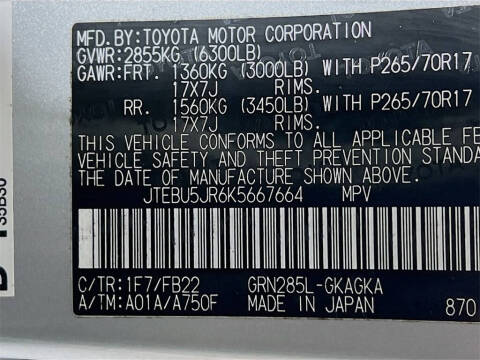 MFD.BY:TOYOTA MOTOR CORPORATION
GVWR:2855KG (6300LB)
GAWR:FRT. 1360KG (3000LB) WITH P265/70R17
17X7J RIMS.
RR. 1560KG (3450LB) WITH P265/70R17
17X7J RIMS.
THIS VEHICLE CONFORMS TO ALL APPLICABLE
VEHICLE SAFETY AND THEFT PREVENTION STAN
THE DATE OF MANUFACTURE SHOWN ABOVE.
JTEBU5JR6K5667664 MPV
C/TR:1F7/FB22 GRN285L-GKAGKA
A/TM:A01A/A750F MADE IN JAPAN 870